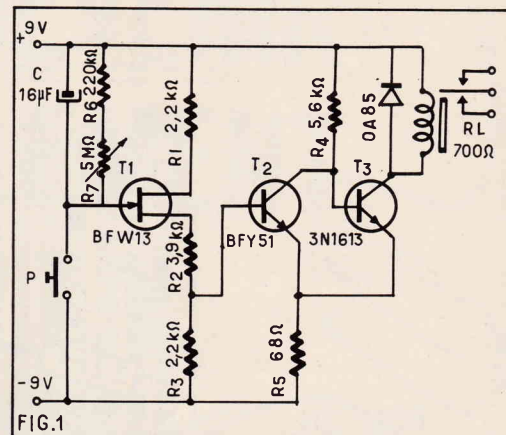 +9V
C
16µF
R6 220kΩ
R7 5MΩ
T1
BFW13
2,2kΩ
R1
R2 3,9kΩ
2,2kΩ
R3
T2
BFY51
R4 5,6kΩ
T3
3N1613
OA85
RL
700Ω
68Ω
R5
P
-9V
FIG.1